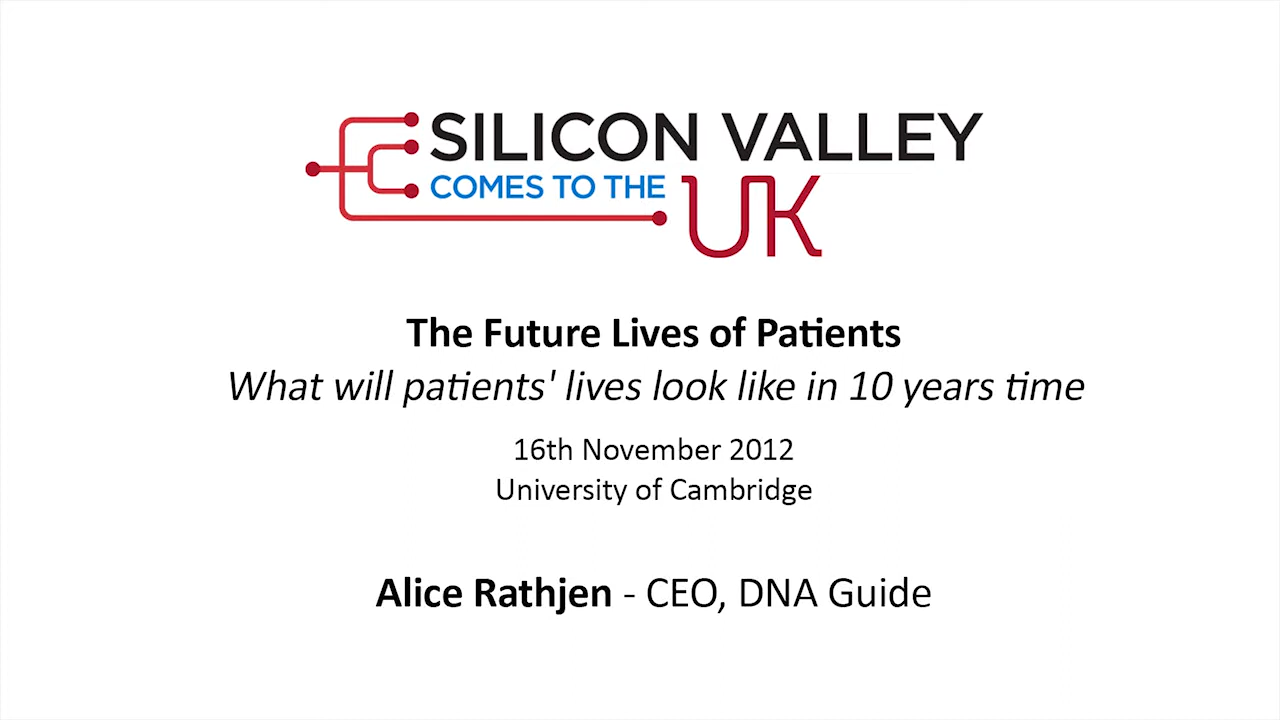 SILICON VALLEY
COMES TO THE UK
The Future Lives of Patients
What will patients' lives look like in 10 years time
16th November 2012
University of Cambridge
Alice Rathjen - CEO, DNA Guide